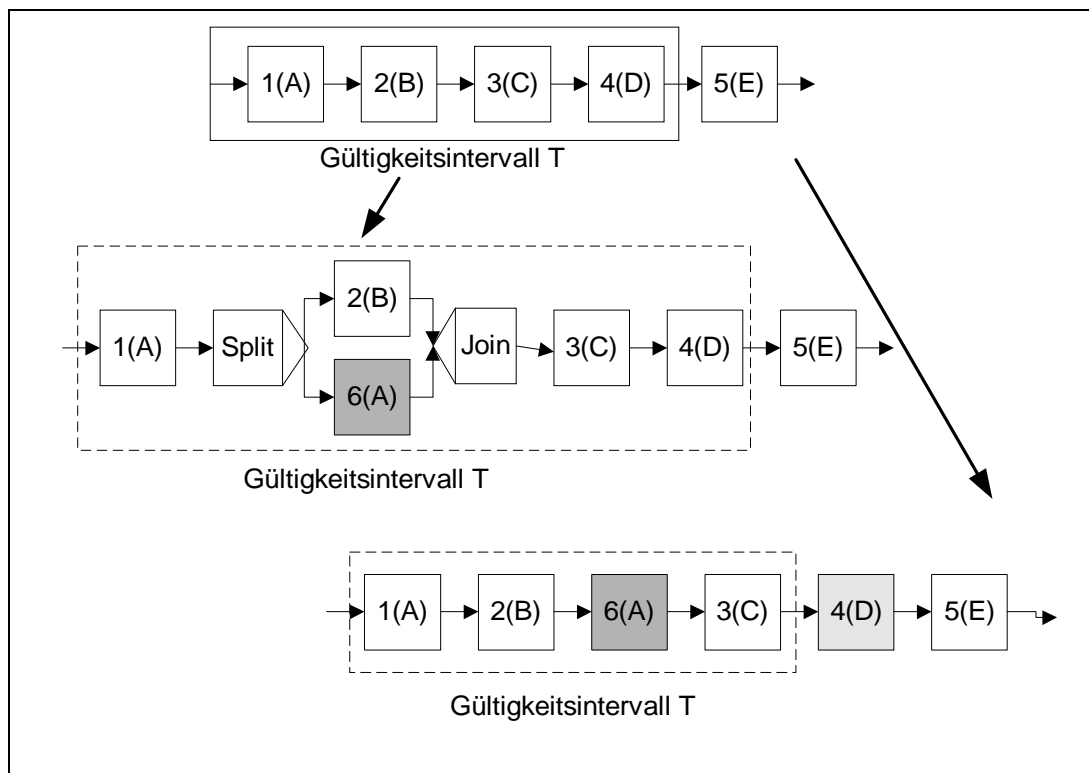 1(A) 2(B) 3(C) 4(D) 5(E)
Gültigkeitsintervall T
2(B)
1(A) Split Join 3(C) 4(D) 5(E)
6(A)
Gültigkeitsintervall T
1(A) 2(B) 6(A) 3(C) 4(D) 5(E)
Gültigkeitsintervall T